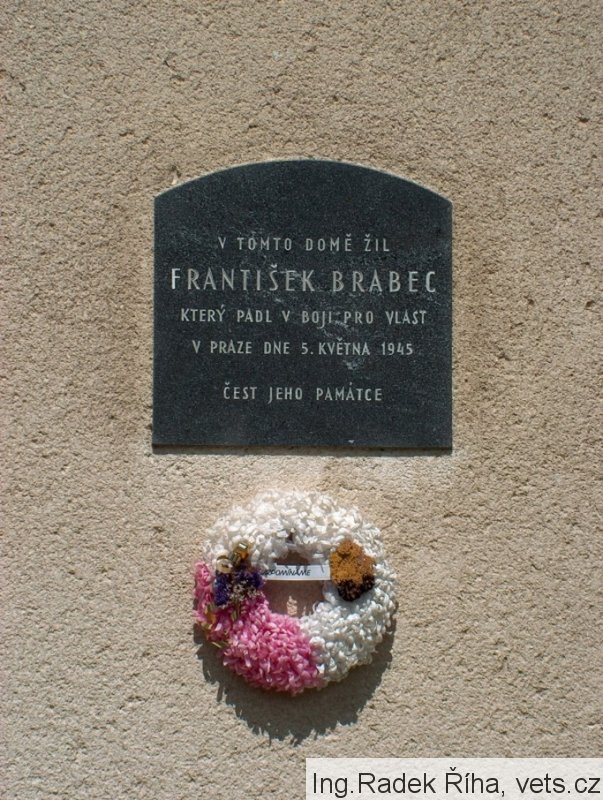 V TOMTO DOMĚ ŽIL
FRANTIŠEK BRABEC
KTERÝ PADL V BOJI PRO VLAST
V PRAZE DNE 5. KVĚTNA 1945
ČEST JEHO PAMÁTCE
Ing.Radek Říha, vets.cz